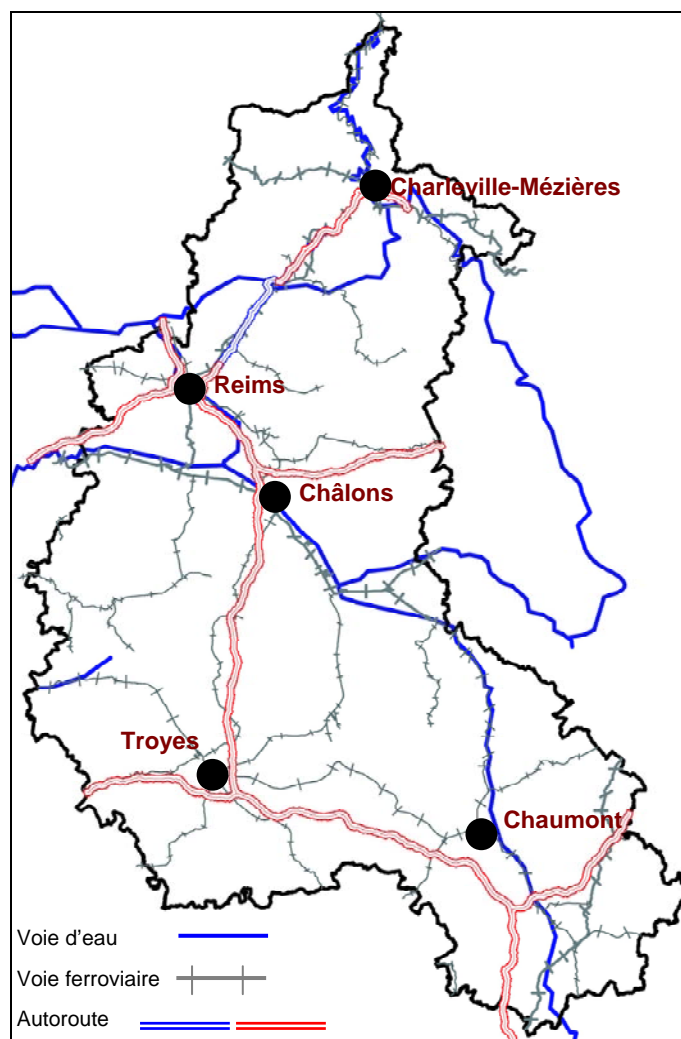 Charleville-Mézières
Reims
Châlons
Troyes
Chaumont
Voie d'eau
Voie ferroviaire
Autoroute